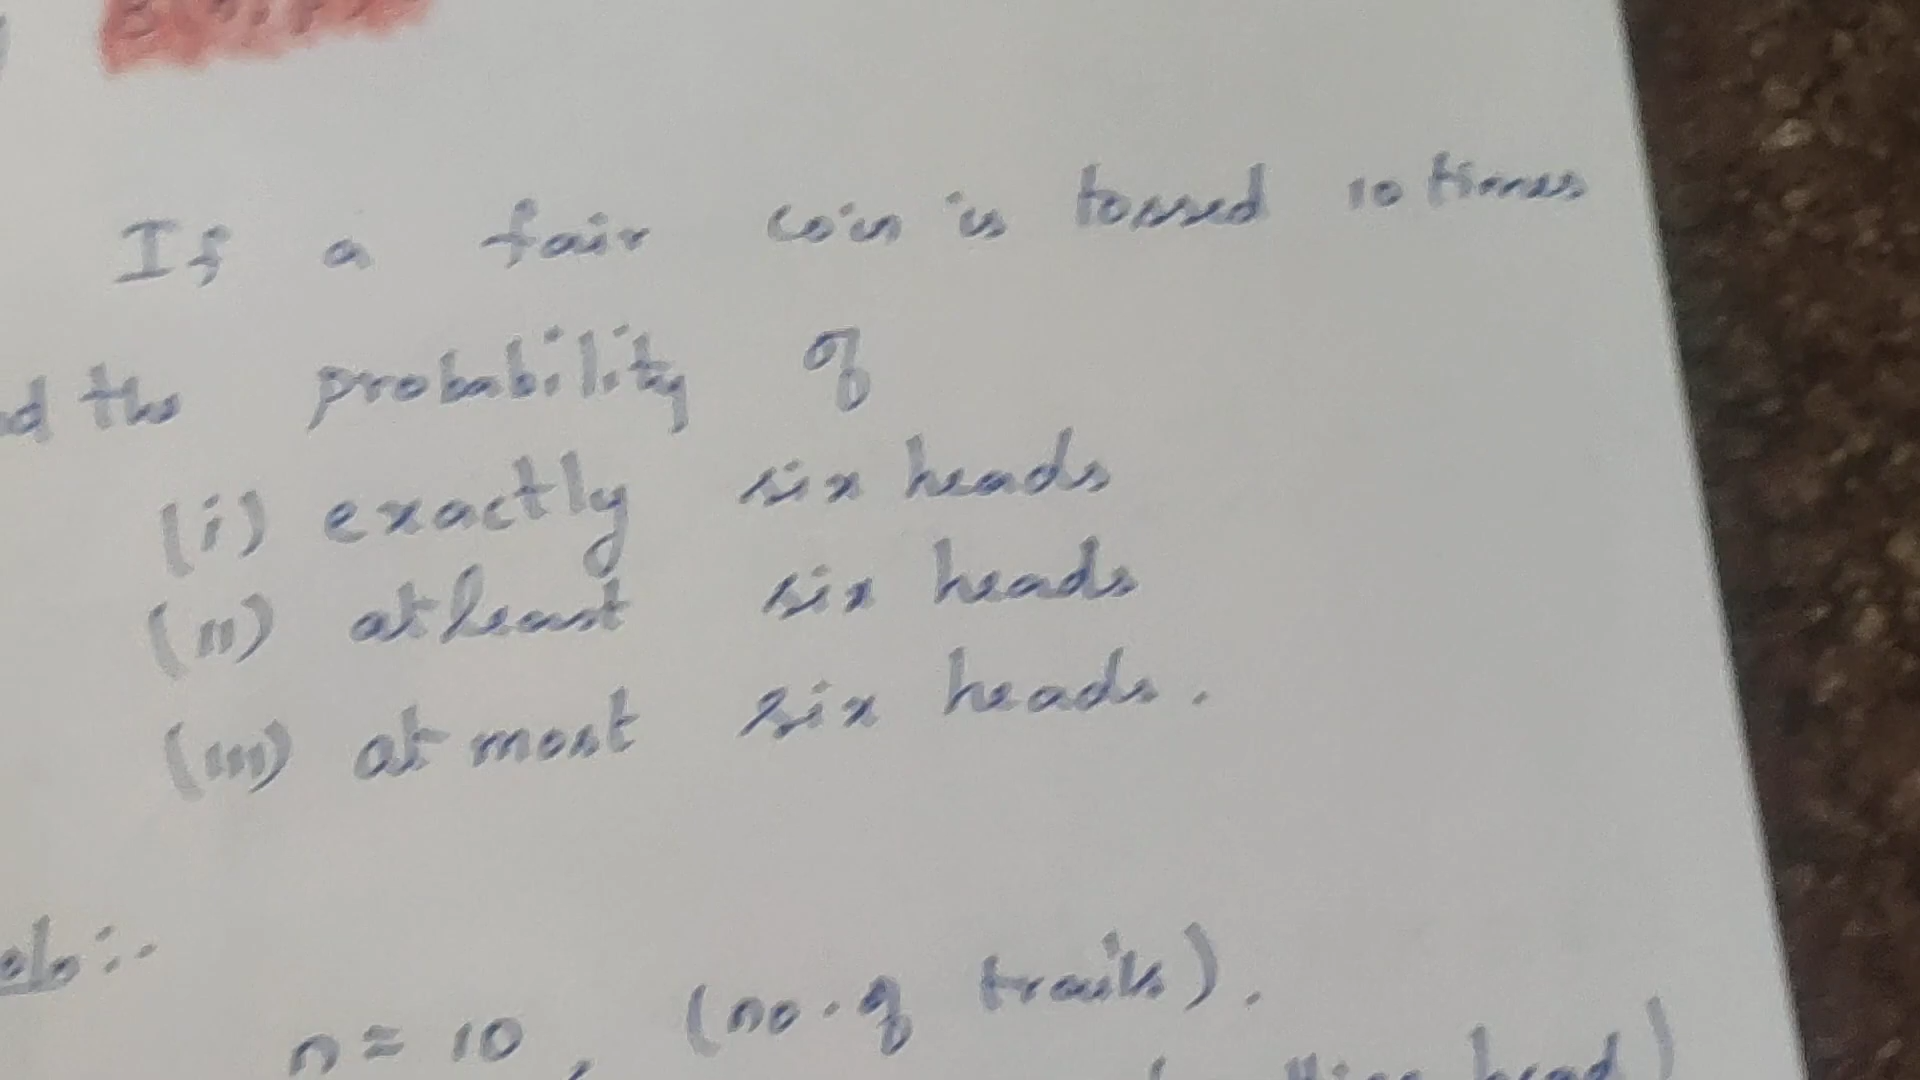 If a fair coin is tossed 10 times
the probability of
(i) exactly six heads
(ii) atleast six heads
(iii) at most six heads.
n = 10, (no. of trails).
head)